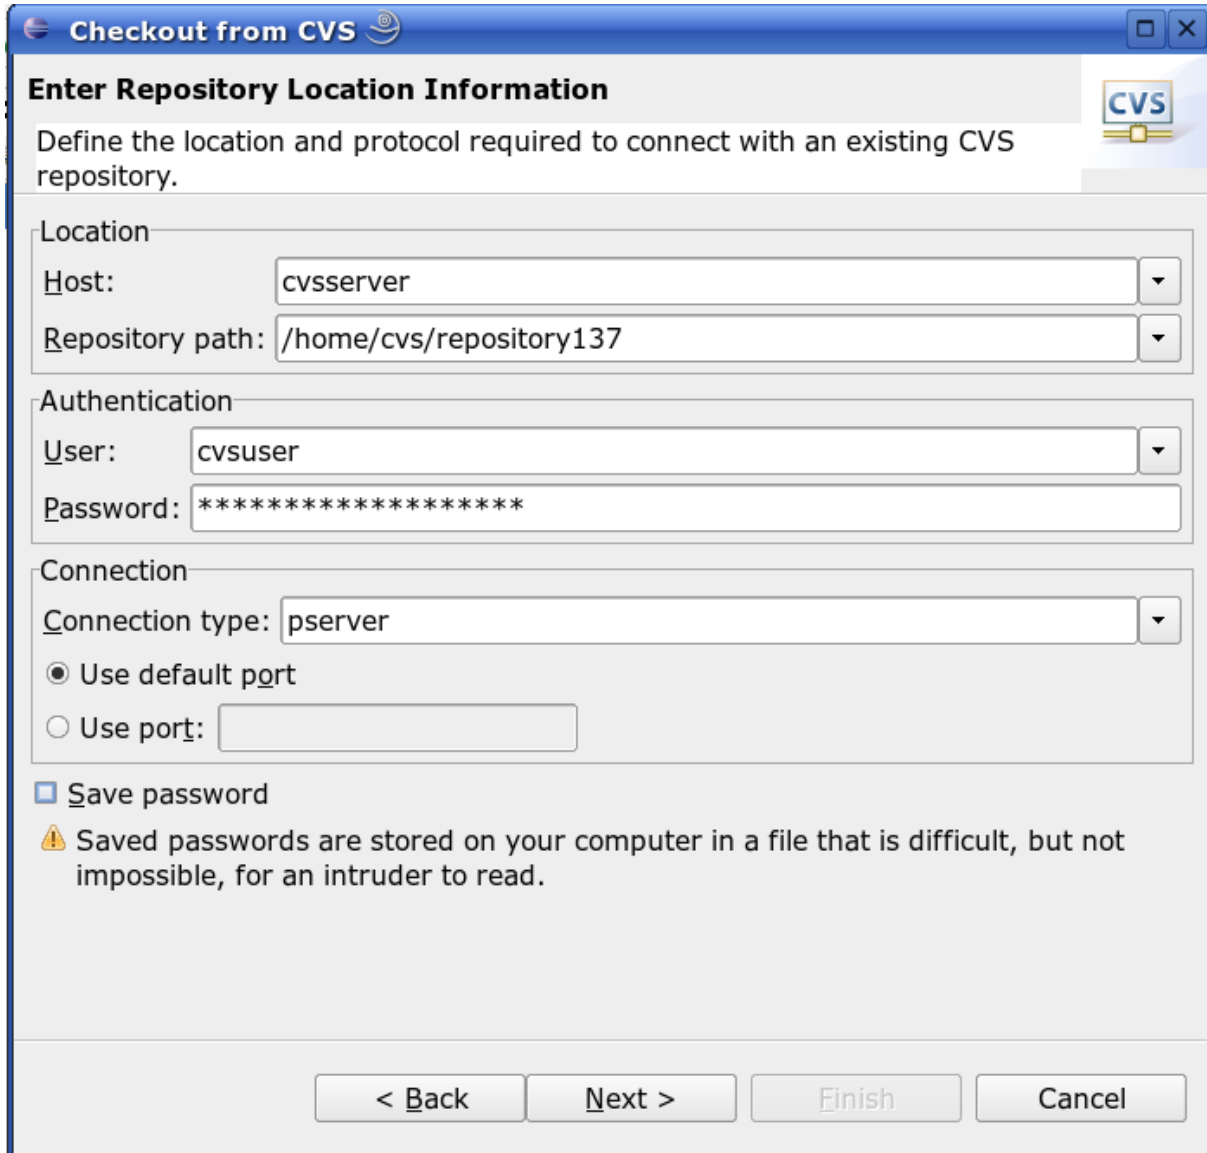 Checkout from CVS
Enter Repository Location Information
CVS
Define the location and protocol required to connect with an existing CVS
repository.
Location
Host: cvsserver
Repository path: /home/cvs/repository137
Authentication
User: cvsuser
Password: *******************
Connection
Connection type: pserver
Use default port
Use port:
Save password
Saved passwords are stored on your computer in a file that is difficult, but not
impossible, for an intruder to read.
< Back Next > Finish Cancel